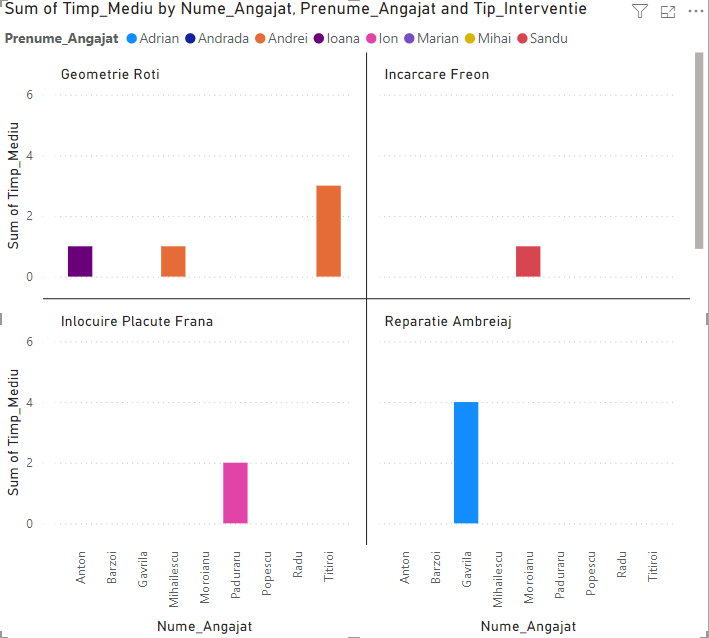 Sum of Timp_Mediu by Nume_Angajat, Prenume_Angajat and Tip_Interventie
Prenume_Angajat Adrian Andrada Andrei Ioana Ion Marian Mihai Sandu
Geometrie Roti
Incarcare Freon
Sum of Timp_Mediu
6
4
2
0
Inlocuire Placute Frana
Reparatie Ambreiaj
Sum of Timp_Mediu
6
4
2
0
Anton
Barzoi
Gavrila
Mihailescu
Moroianu
Paduraru
Popescu
Radu
Titiroi
Anton
Barzoi
Gavrila
Mihailescu
Moroianu
Paduraru
Popescu
Radu
Titiroi
Nume_Angajat
Nume_Angajat